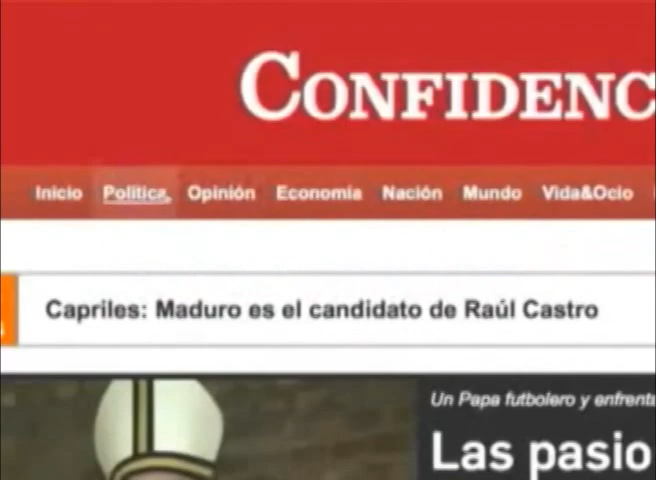 CONFIDENC
Inicio Política Opinión Economía Nación Mundo Vida&Ocio
Capriles: Maduro es el candidato de Raúl Castro
Un Papa futbolero y enfrenta
Las pasio